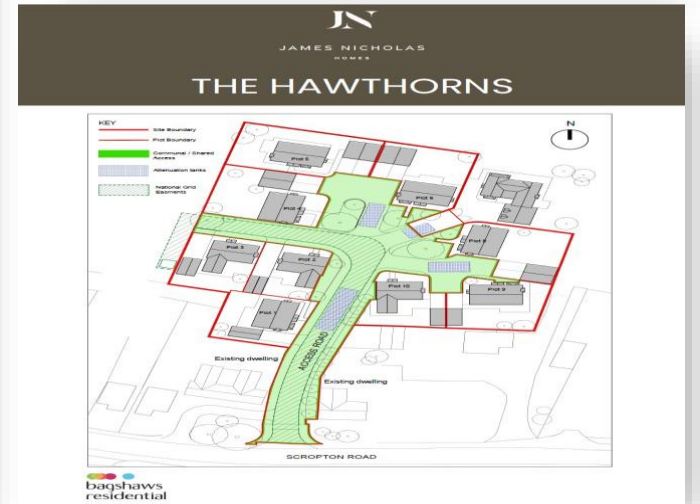 JN
JAMES NICHOLAS
HOMES
THE HAWTHORNS
KEY
Site Boundary
Plot Boundary
Communal / Shared
Access
Attenuation tanks
National Grid
Easments
N
Plot 5
Plot 6
Plot 4
Plot 3
Plot 2
Plot 8
Plot 10
Plot 9
Plot 1
ACCESS ROAD
Existing dwelling
Existing dwelling
SCROPTON ROAD
bagshaws
residential